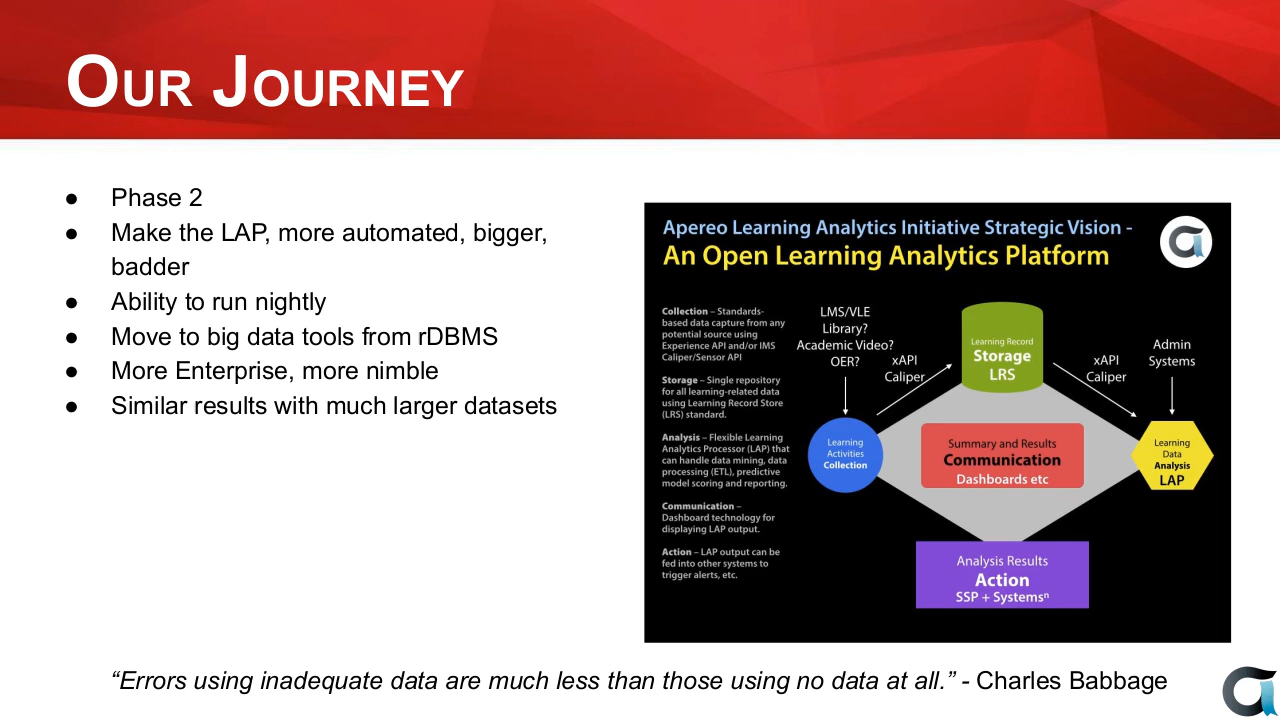 OUR JOURNEY
● Phase 2
● Make the LAP, more automated, bigger,
badder
● Ability to run nightly
● Move to big data tools from rDBMS
● More Enterprise, more nimble
● Similar results with much larger datasets
Apereo Learning Analytics Initiative Strategic Vision -
An Open Learning Analytics Platform
Collection – Standards-
based data capture from any
potential source using
Experience API and/or IMS
Caliper/Sensor API
Storage – Single repository
for all learning-related data
using Learning Record Store
(LRS) standard.
Analysis – Flexible Learning
Analytics Processor (LAP) that
can handle data mining, data
processing (ETL), predictive
model scoring and reporting.
Communication –
Dashboard technology for
displaying LAP output.
Action – LAP output can be
fed into other systems to
trigger alerts, etc.
LMS/VLE
Library?
Academic Video?
OER?
xAPI
Caliper
Learning Record
Storage
LRS
xAPI
Caliper
Admin
Systems
Learning
Activities
Collection
Summary and Results
Communication
Dashboards etc
Learning
Data
Analysis
LAP
Analysis Results
Action
SSP + Systemsⁿ
“Errors using inadequate data are much less than those using no data at all.” - Charles Babbage